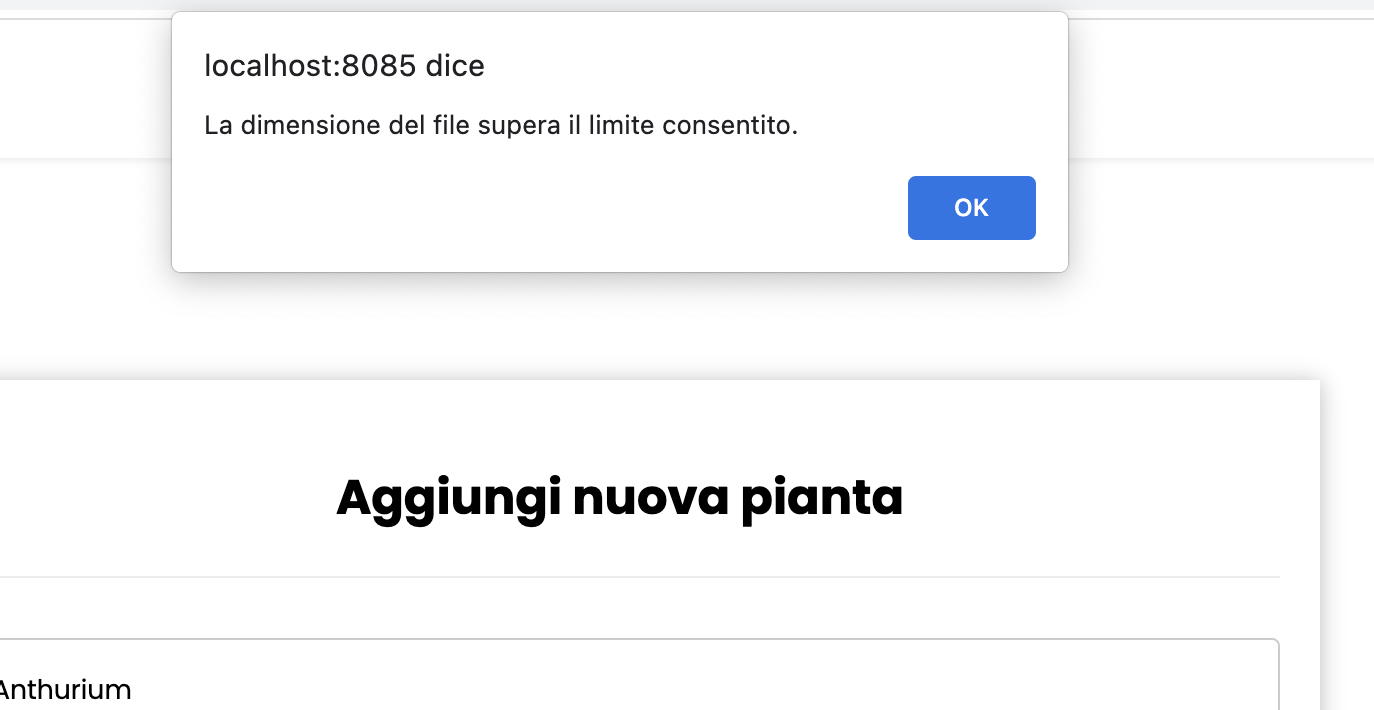 localhost:8085 dice
La dimensione del file supera il limite consentito.
OK
Aggiungi nuova pianta
Anthurium